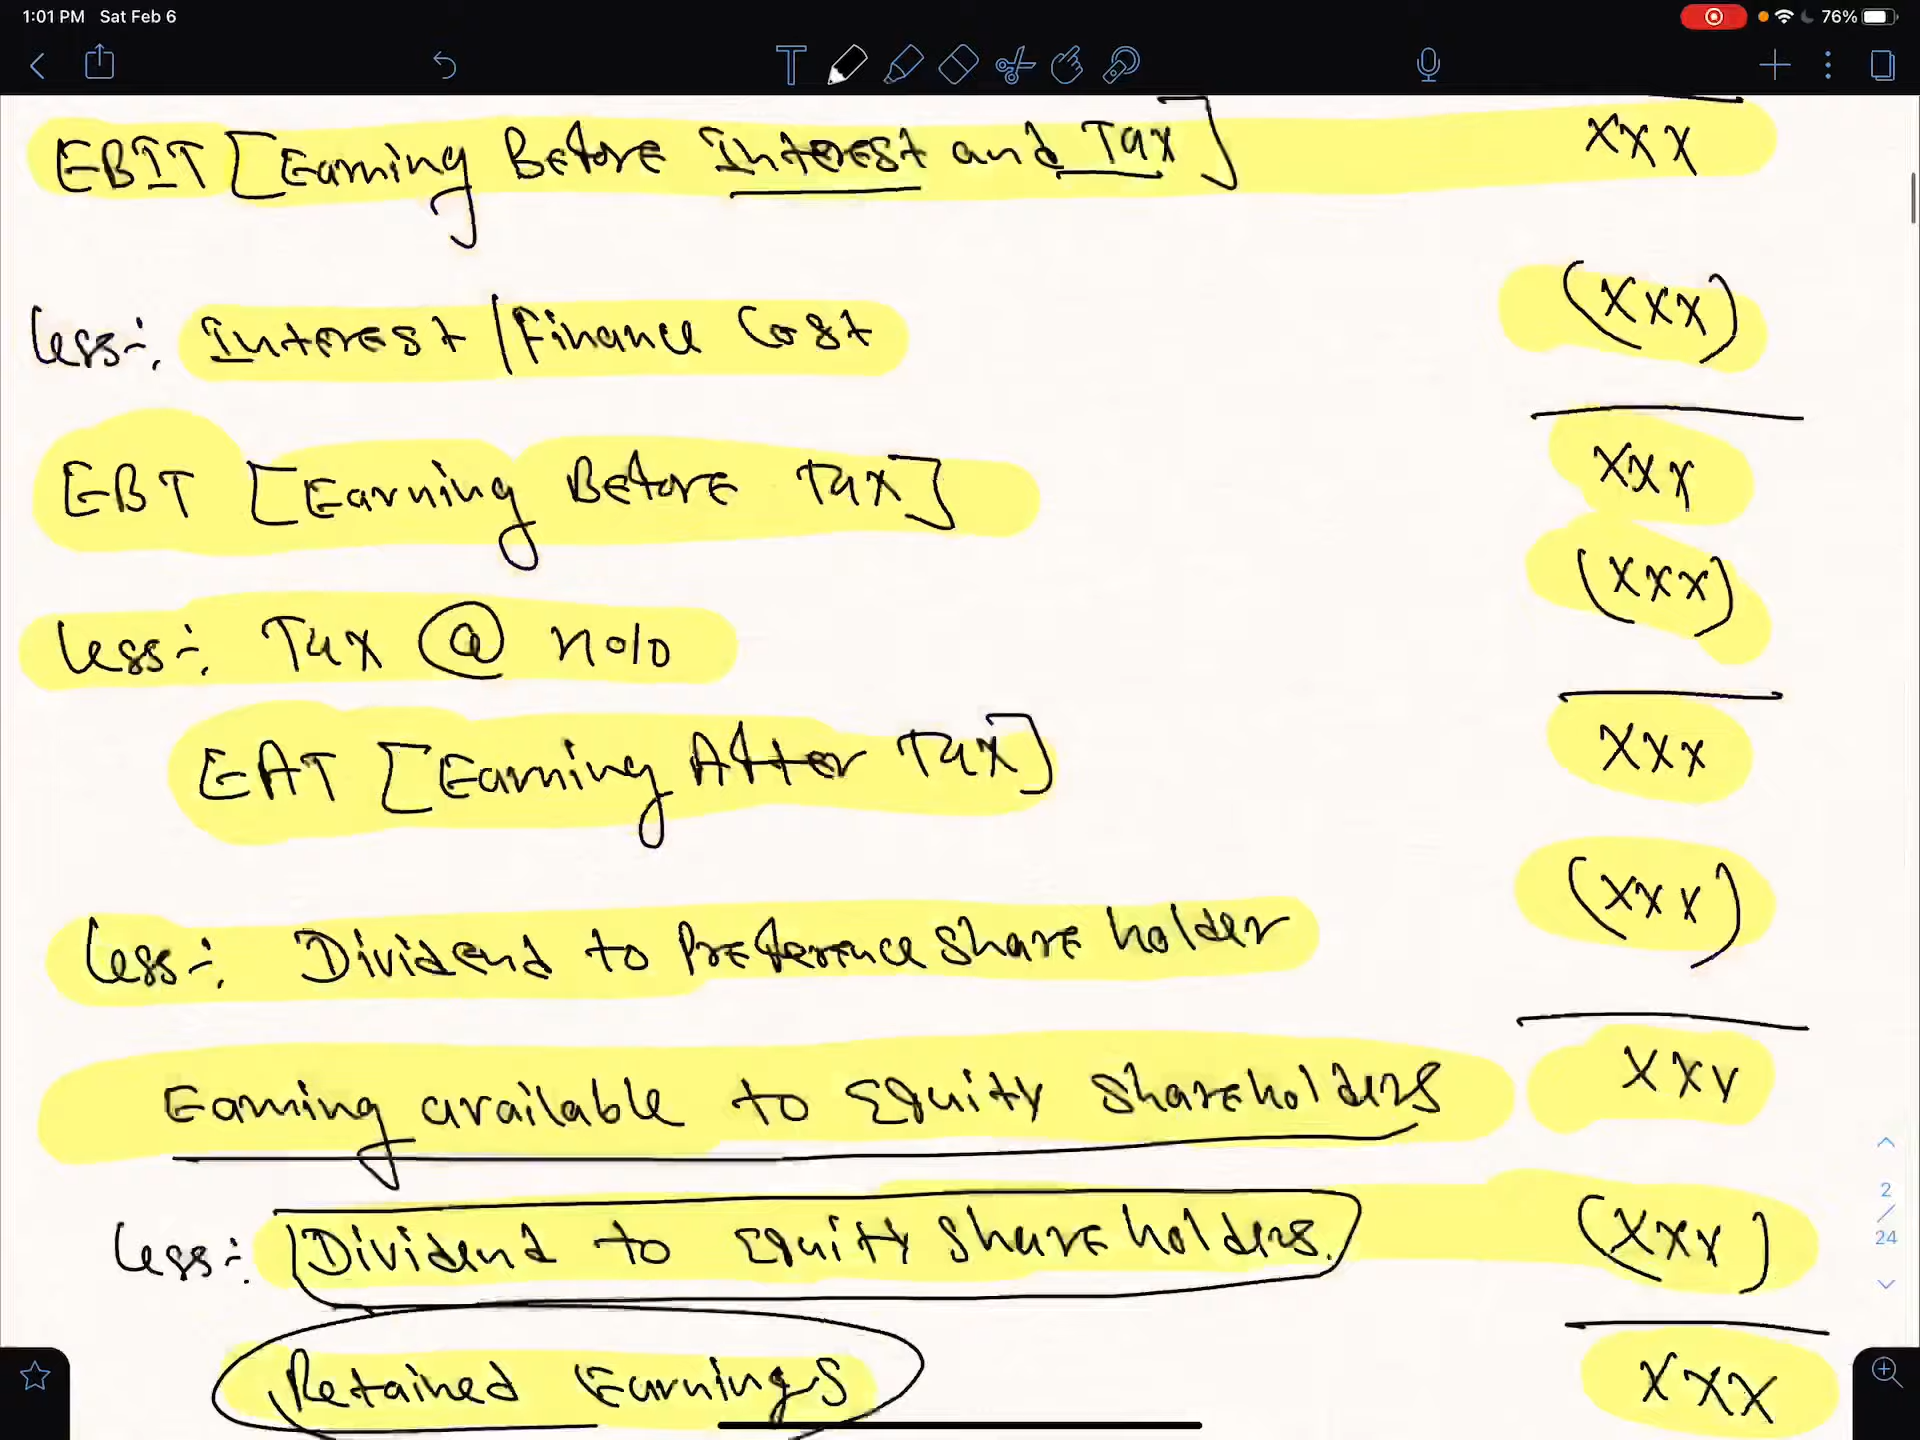 1:01 PM Sat Feb 6 76%
EBIT [Earning Before Interest and Tax] XXX
Less:- Interest/Finance Cost (XXX)
EBT [Earning Before Tax] XXX
Less:- Tax @ n% (XXX)
EAT [Earning After Tax] XXX
Less:- Dividend to Preference share holder (XXX)
Earning available to Equity Shareholders XXX
Less:- Dividend to Equity Share holders. (XXX)
Retained Earnings XXX
2
/
24